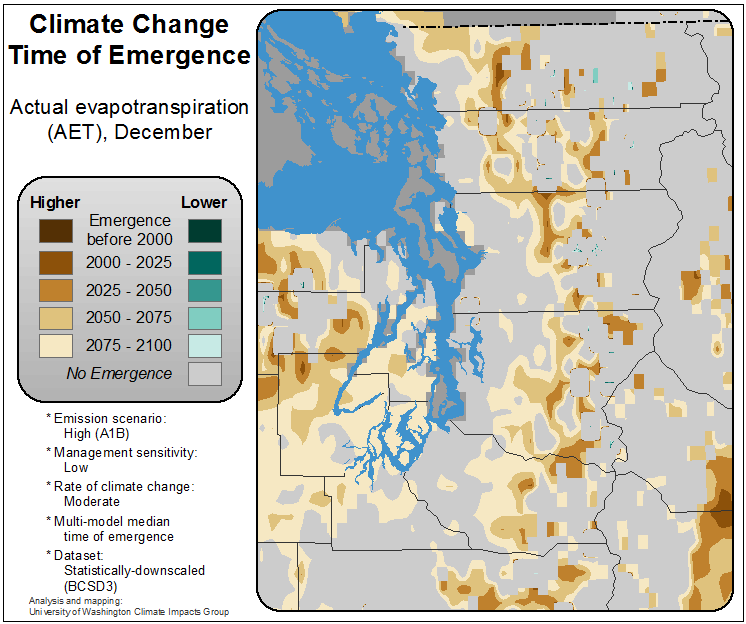 Climate Change
Time of Emergence
Actual evapotranspiration
(AET), December
Higher Lower
Emergence
before 2000
2000 - 2025
2025 - 2050
2050 - 2075
2075 - 2100
No Emergence
* Emission scenario:
High (A1B)
* Management sensitivity:
Low
* Rate of climate change:
Moderate
* Multi-model median
time of emergence
* Dataset:
Statistically-downscaled
(BCSD3)
Analysis and mapping:
University of Washington Climate Impacts Group